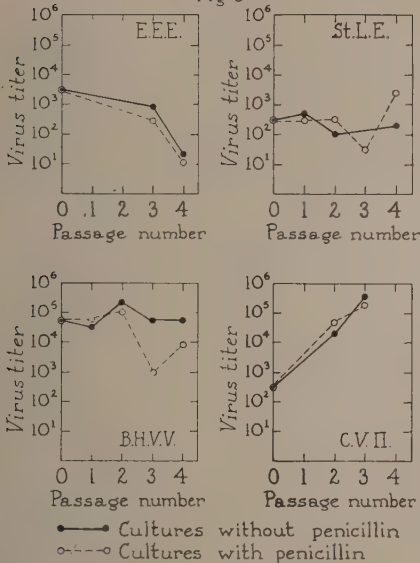 E.E.E.
10⁶
10⁵
10⁴
10³
10²
10¹
Virus titer
0 1 2 3 4
Passage number
St.L.E.
10⁶
10⁵
10⁴
10³
10²
10¹
Virus titer
0 1 2 3 4
Passage number
B.H.V.V.
10⁶
10⁵
10⁴
10³
10²
10¹
Virus titer
0 1 2 3 4
Passage number
C.V.II.
10⁶
10⁵
10⁴
10³
10²
10¹
Virus titer
0 1 2 3 4
Passage number
Cultures without penicillin
Cultures with penicillin